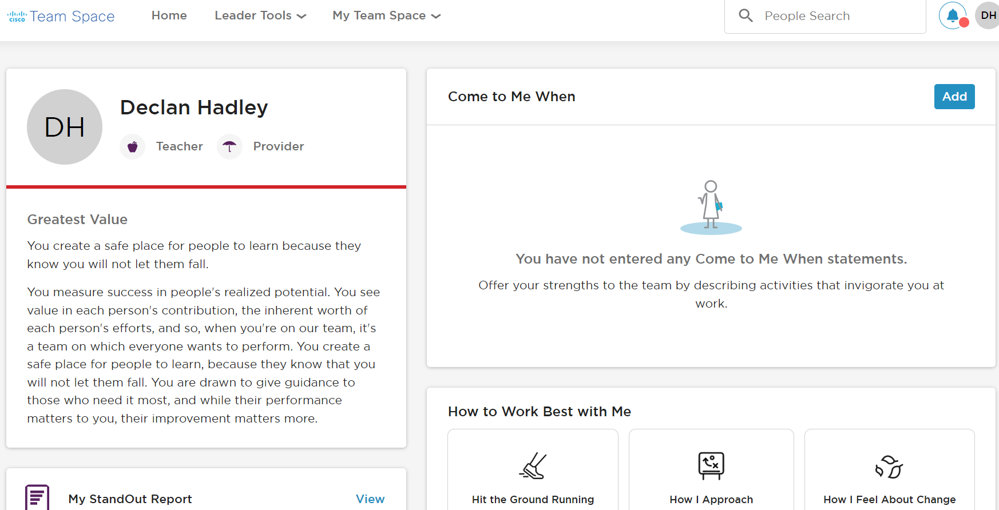 cisco Team Space Home Leader Tools My Team Space People Search DH
DH
Declan Hadley
Teacher Provider
Greatest Value
You create a safe place for people to learn because they
know you will not let them fall.
You measure success in people's realized potential. You see
value in each person's contribution, the inherent worth of
each person's efforts, and so, when you're on our team, it's
a team on which everyone wants to perform. You create a
safe place for people to learn, because they know that you
will not let them fall. You are drawn to give guidance to
those who need it most, and while their performance
matters to you, their improvement matters more.
My StandOut Report View
Come to Me When Add
You have not entered any Come to Me When statements.
Offer your strengths to the team by describing activities that invigorate you at
work.
How to Work Best with Me
Hit the Ground Running How I Approach How I Feel About Change